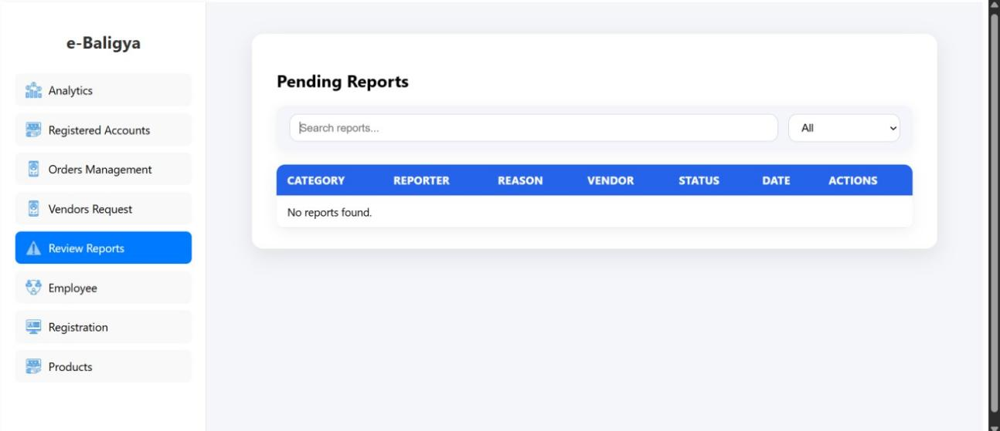 e-Baligya
Analytics
Registered Accounts
Orders Management
Vendors Request
Review Reports
Employee
Registration
Products
Pending Reports
Search reports... All
CATEGORY REPORTER REASON VENDOR STATUS DATE ACTIONS
No reports found.